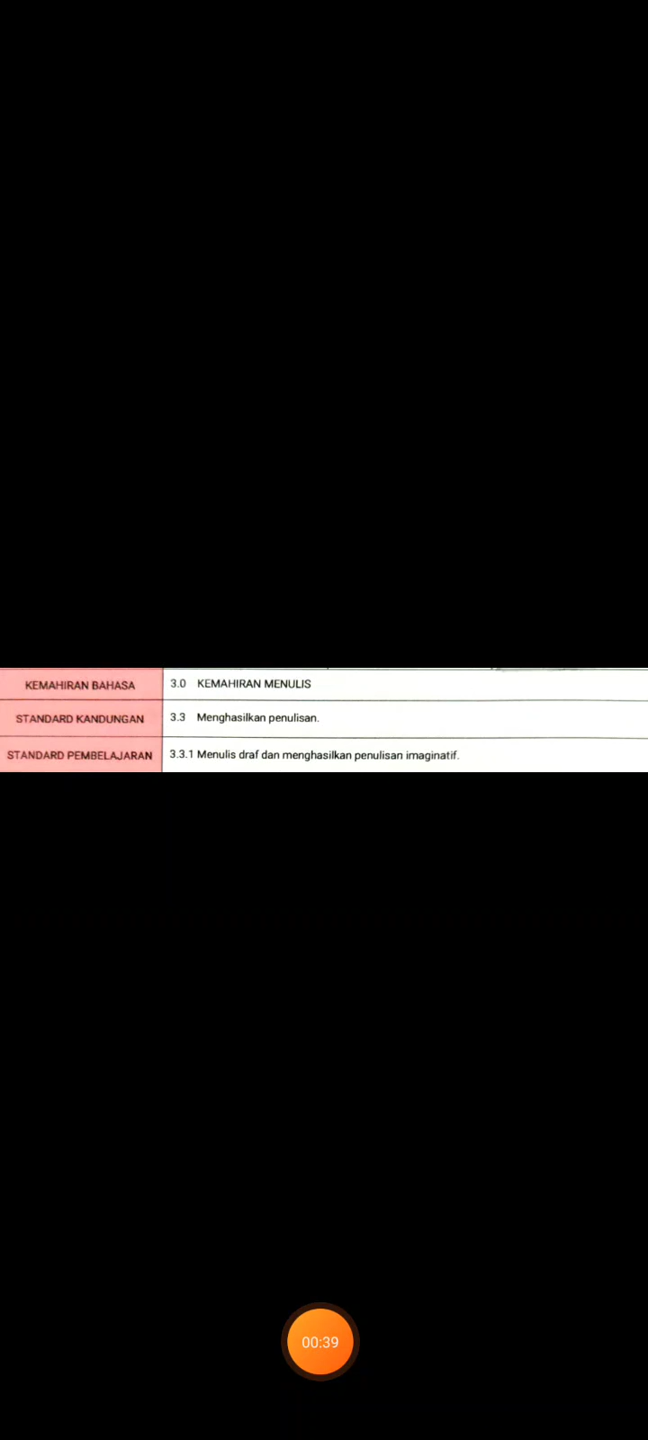 KEMAHIRAN BAHASA 3.0 KEMAHIRAN MENULIS
STANDARD KANDUNGAN 3.3 Menghasilkan penulisan.
STANDARD PEMBELAJARAN 3.3.1 Menulis draf dan menghasilkan penulisan imaginatif.
00:39